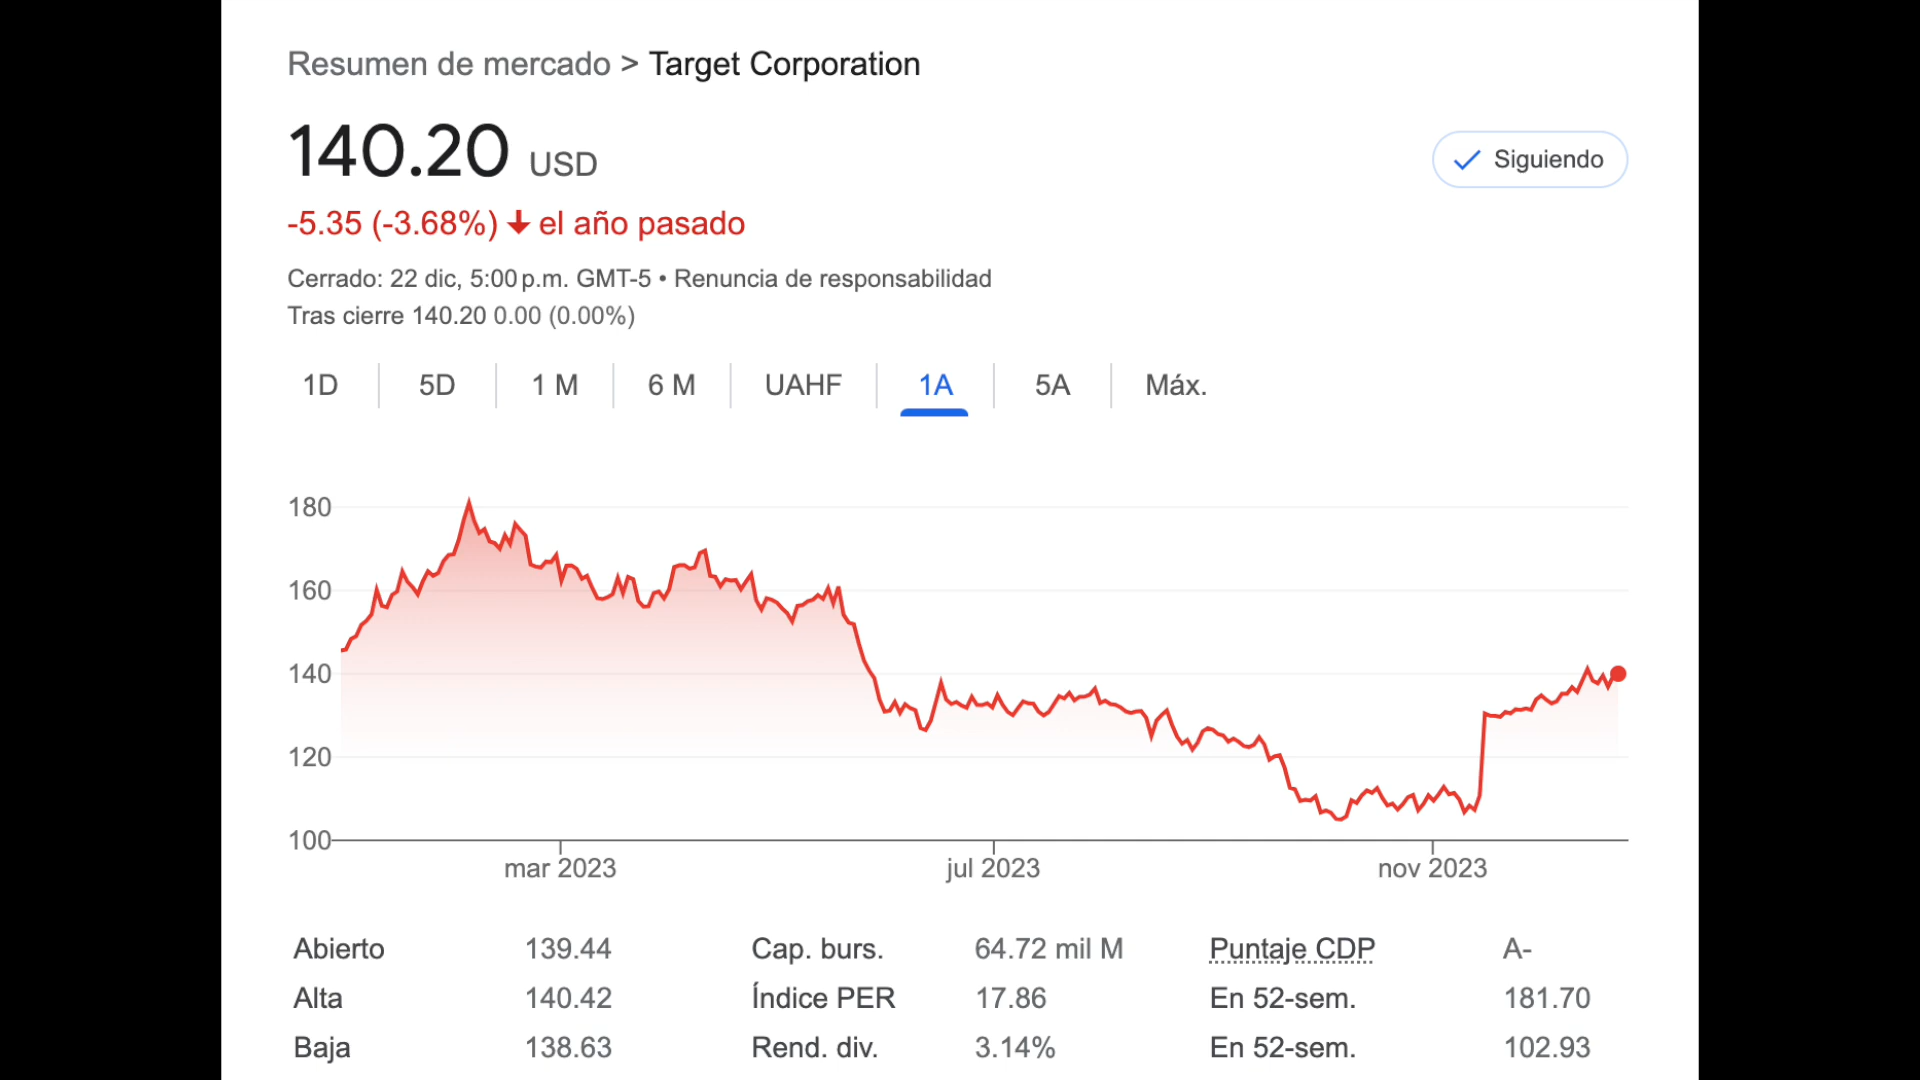 Resumen de mercado > Target Corporation
140.20 USD
Siguiendo
-5.35 (-3.68%) ↓ el año pasado
Cerrado: 22 dic, 5:00 p.m. GMT-5 • Renuncia de responsabilidad
Tras cierre 140.20 0.00 (0.00%)
1D 5D 1 M 6 M UAHF 1A 5A Máx.
180
160
140
120
100
mar 2023 jul 2023 nov 2023
Abierto 139.44 Cap. burs. 64.72 mil M Puntaje CDP A-
Alta 140.42 Índice PER 17.86 En 52-sem. 181.70
Baja 138.63 Rend. div. 3.14% En 52-sem. 102.93